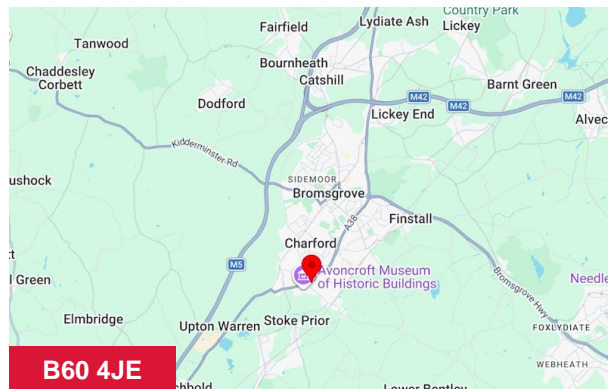 Country Park
Lydiate Ash
Lickey
Fairfield
Tanwood
Bournheath
Catshill
Chaddesley
Corbett
Barnt Green
M42
M42
Dodford
Lickey End
Alvec
Kidderminster Rd
ushock
SIDEMOOR
Bromsgrove
Finstall
A38
Charford
M5
Avoncroft Museum
of Historic Buildings
l Green
Bromsgrove Hwy
Needle
Elmbridge
Upton Warren
Stoke Prior
FOXLYDIATE
WEBHEATH
B60 4JE
chbold
Lower Bentley